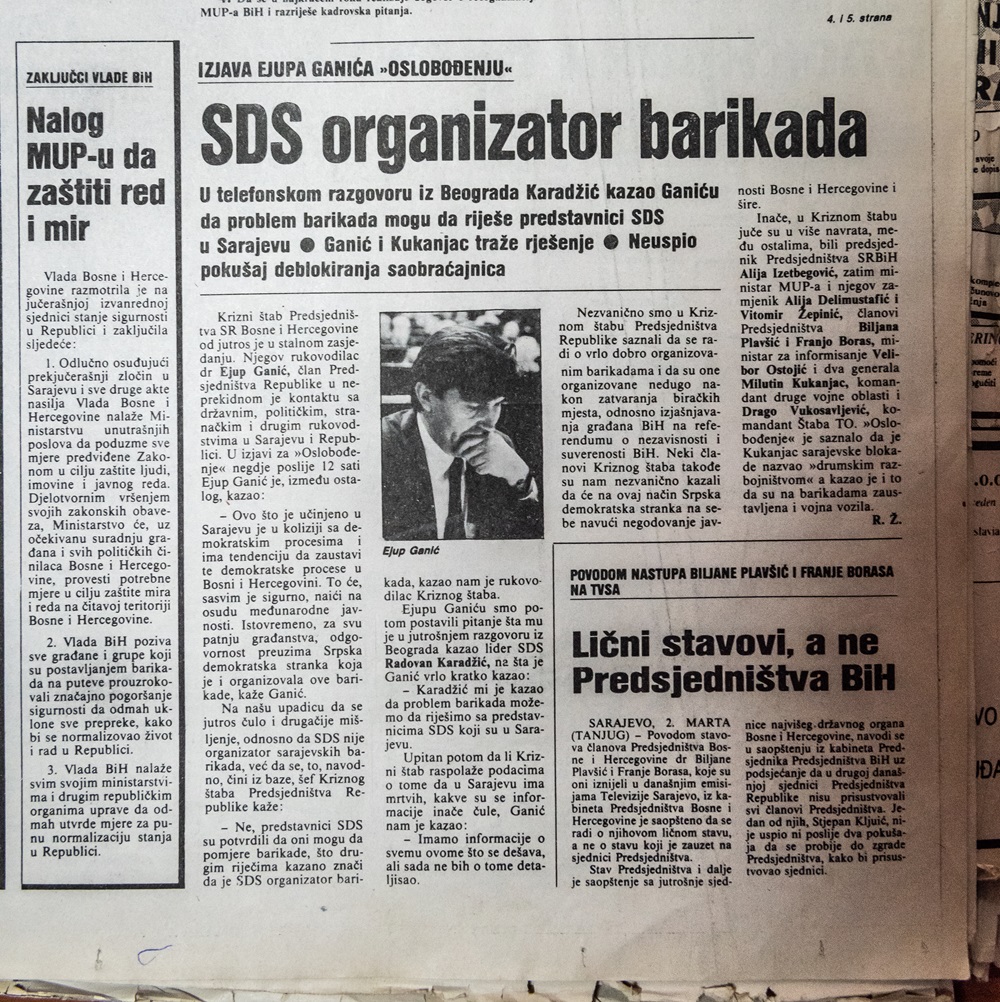 MUP-a BiH i razriješe kadrovska pitanja.
4. i 5. strana
ZAKLJUČCI VLADE BiH
Nalog
MUP-u da
zaštiti red
i mir
Vlada Bosne i Herce-
govine razmotrila je na
jučerašnjoj izvanrednoj
sjednici stanje sigurnosti
u Republici i zaključila
sljedeće:
1. Odlučno osuđujući
prekjučerašnji zločin u
Sarajevu i sve druge akte
nasilja Vlada Bosne i
Hercegovine nalaže Mi-
nistarstvu unutrašnjih
poslova da poduzme sve
mjere predviđene Zako-
nom u cilju zaštite ljudi,
imovine i javnog reda.
Djelotvornim vršenjem
svojih zakonskih obave-
za, Ministarstvo će, uz
očekivanu suradnju gra-
đana i svih političkih či-
nilaca Bosne i Hercego-
vine, provesti potrebne
mjere u cilju zaštite mira
i reda na čitavoj teritoriji
Bosne i Hercegovine.
2. Vlada BiH poziva
sve građane i grupe koji
su postavljanjem barika-
da na puteve prouzroko-
vali značajno pogoršanje
sigurnosti da odmah uk-
lone sve prepreke, kako
bi se normalizovao život
i rad u Republici.
3. Vlada BiH nalaže
svim svojim ministarstvi-
ma i drugim republičkim
organima uprave da od-
mah utvrde mjere za pu-
nu normalizaciju stanja
u Republici.
IZJAVA EJUPA GANIĆA »OSLOBOĐENJU«
SDS organizator barikada
U telefonskom razgovoru iz Beograda Karadžić kazao Ganiću
da problem barikada mogu da riješe predstavnici SDS
u Sarajevu ● Ganić i Kukanjac traže rješenje ● Neuspio
pokušaj deblokiranja saobraćajnica
Krizni štab Predsjedniš-
tva SR Bosne i Hercegovine
od jutros je u stalnom zasje-
danju. Njegov rukovodilac
dr Ejup Ganić, član Pred-
sjedništva Republike u ne-
prekidnom je kontaktu sa
državnim, političkim, stra-
načkim i drugim rukovod-
stvima u Sarajevu i Republ-
ici. U izjavi za »Oslobođe-
nje« negdje poslije 12 sati
Ejup Ganić je, između osta-
log, kazao:
– Ovo što je učinjeno u
Sarajevu je u koliziji sa de-
mokratskim procesima i
ima tendenciju da zaustavi
te demokratske procese u
Bosni i Hercegovini. To će,
sasvim je sigurno, naići na
osudu međunarodne jav-
nosti. Istovremeno, za svu
patnju građanstva, odgo-
vornost preuzima Srpska
demokratska stranka koja
je i organizovala ove bari-
kade, kaže Ganić.
Na našu upadicu da se
jutros čulo i drugačije miš-
ljenje, odnosno da SDS nije
organizator sarajevskih ba-
rikada, već da se, to, navod-
no, čini iz baze, šef Kriznog
štaba Predsjedništva Re-
publike kaže:
– Ne, predstavnici SDS
su potvrdili da oni mogu da
pomjere barikade, što dru-
gim riječima kazano znači
da je SDS organizator bari-
Ejup Ganić
kada, kazao nam je rukovo-
dilac Kriznog štaba.
Ejupu Ganiću smo po-
tom postavili pitanje šta mu
je u jutrošnjem razgovoru iz
Beograda kazao lider SDS
Radovan Karadžić, na šta je
Ganić vrlo kratko kazao:
– Karadžić mi je kazao
da problem barikada može-
mo da riješimo sa predstav-
nicima SDS koji su u Sara-
jevu.
Upitan potom da li Kri-
zni štab raspolaže podacima
o tome da u Sarajevu ima
mrtvih, kakve su se infor-
macije inače čule, Ganić
nam je kazao:
– Imamo informacije o
svemu ovome što se dešava,
ali sada ne bih o tome deta-
ljisao.
Nezvanično smo u Kriz-
nom štabu Predsjedništva
Republike saznali da se ra-
di o vrlo dobro organizova-
nim barikadama i da su one
organizovane nedugo na-
kon zatvaranja biračkih
mjesta, odnosno izjašnjava-
nja građana BiH na refe-
rendumu o nezavisnosti i
suverenosti BiH. Neki čla-
novi Kriznog štaba takođe
su nam nezvanično kazali
da će na ovaj način Srpska
demokratska stranka na se-
be navući negodovanje jav-
nosti Bosne i Hercegovine i
šire.
Inače, u Kriznom štabu
juče su u više navrata, me-
đu ostalima, bili predsjed-
nik Predsjedništva SRBiH
Alija Izetbegović, zatim mi-
nistar MUP-a i njegov za-
mjenik Alija Delimustafić i
Vitomir Žepinić, članovi
Predsjedništva Biljana
Plavšić i Franjo Boras, mi-
nistar za informisanje Veli-
bor Ostojić i dva generala
Milutin Kukanjac, koman-
dant druge vojne oblasti i
Drago Vukosavljević, ko-
mandant Štaba TO. »Oslo-
bođenje« je saznalo da je
Kukanjac sarajevske bloka-
de nazvao »drumskim raz-
bojništvom« a kazao je i to
da su na barikadama zaus-
tavljena i vojna vozila.
R. Ž.
POVODOM NASTUPA BILJANE PLAVŠIĆ I FRANJE BORASA
NA TVSA
Lični stavovi, a ne
Predsjedništva BiH
SARAJEVO, 2. MARTA
(TANJUG) – Povodom stavo-
va članova Predsjedništva Bos-
ne i Hercegovine dr Biljane
Plavšić i Franje Borasa, koje su
oni iznijeli u današnjim emisi-
jama Televizije Sarajevo, iz ka-
bineta Predsjedništva Bosne i
Hercegovine je saopšteno da se
radi o njihovom ličnom stavu,
a ne o stavu koji je zauzet na
sjednici Predsjedništva.
Stav Predsjedništva i dalje
je saopštenje sa jutrošnje sjed-
nice najvišeg državnog organa
Bosne i Hercegovine, navodi se
u saopštenju iz kabineta Pred-
sjednika Predsjedništva BiH uz
podsjećanje da u drugoj današ-
njoj sjednici Predsjedništva
Republike nisu prisustvovali
svi članovi Predsjedništva. Je-
dan od njih, Stjepan Kljuić, ni-
je uspio ni poslije dva pokuša-
ja da se probije do zgrade
Predsjedništva, kako bi prisus-
tvovao sjednici.